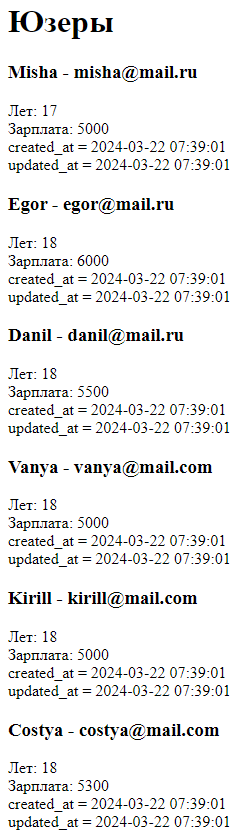 Юзеры
Misha - misha@mail.ru
Лет: 17
Зарплата: 5000
created_at = 2024-03-22 07:39:01
updated_at = 2024-03-22 07:39:01
Egor - egor@mail.ru
Лет: 18
Зарплата: 6000
created_at = 2024-03-22 07:39:01
updated_at = 2024-03-22 07:39:01
Danil - danil@mail.ru
Лет: 18
Зарплата: 5500
created_at = 2024-03-22 07:39:01
updated_at = 2024-03-22 07:39:01
Vanya - vanya@mail.com
Лет: 18
Зарплата: 5000
created_at = 2024-03-22 07:39:01
updated_at = 2024-03-22 07:39:01
Kirill - kirill@mail.com
Лет: 18
Зарплата: 5000
created_at = 2024-03-22 07:39:01
updated_at = 2024-03-22 07:39:01
Costya - costya@mail.com
Лет: 18
Зарплата: 5300
created_at = 2024-03-22 07:39:01
updated_at = 2024-03-22 07:39:01